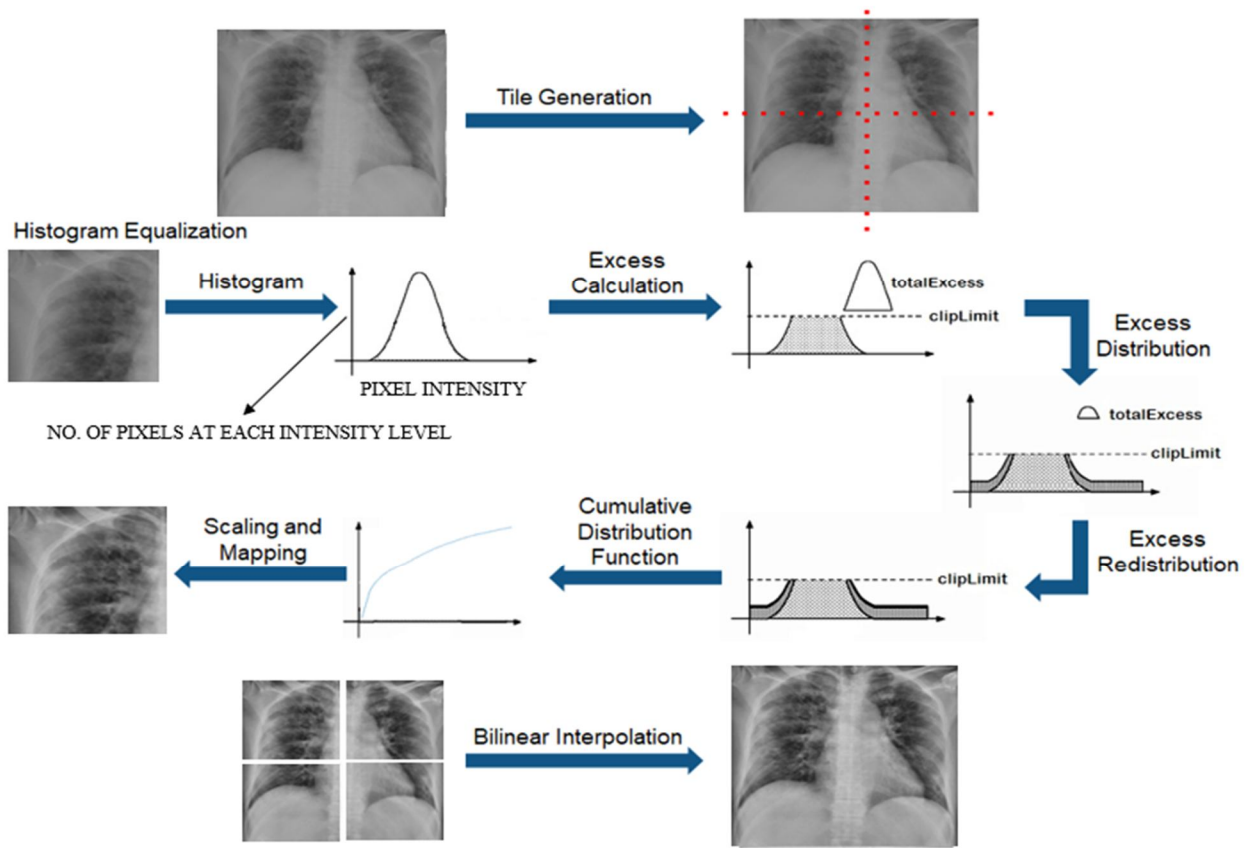 Tile Generation
Histogram Equalization
Histogram
Excess
Calculation
totalExcess
clipLimit
Excess
Distribution
PIXEL INTENSITY
NO. OF PIXELS AT EACH INTENSITY LEVEL
totalExcess
clipLimit
Scaling and
Mapping
Cumulative
Distribution
Function
clipLimit
Excess
Redistribution
Bilinear Interpolation